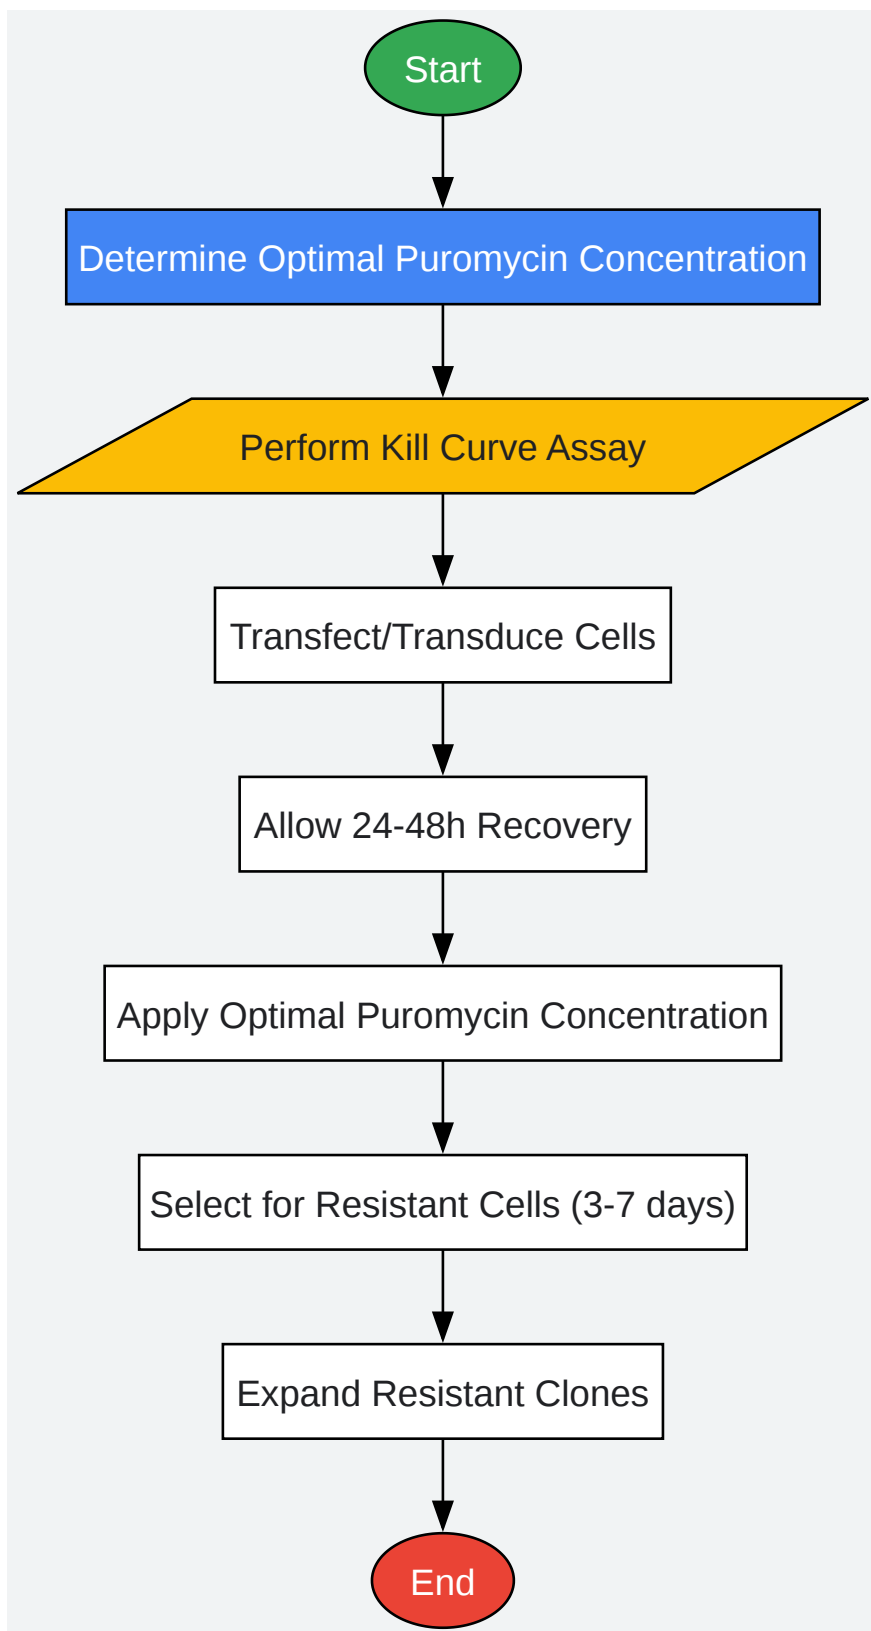 Start
Determine Optimal Puromycin Concentration
Perform Kill Curve Assay
Transfect/Transduce Cells
Allow 24-48h Recovery
Apply Optimal Puromycin Concentration
Select for Resistant Cells (3-7 days)
Expand Resistant Clones
End